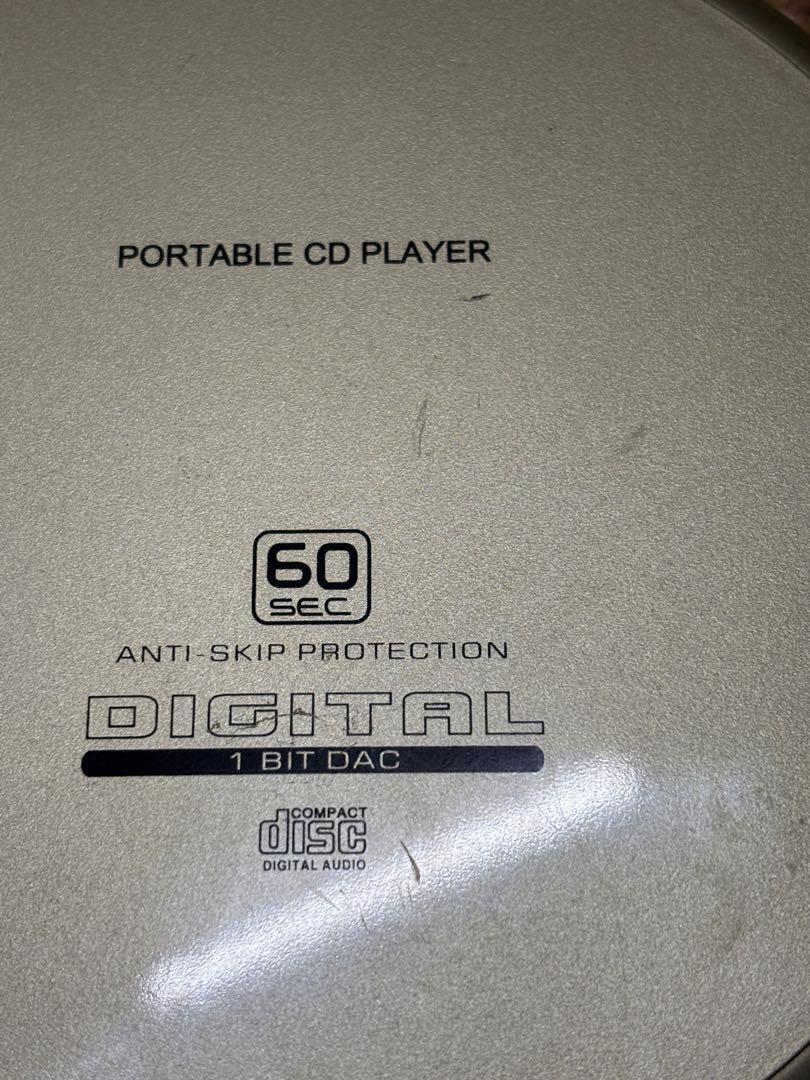 PORTABLE CD PLAYER
60
SEC
ANTI-SKIP PROTECTION
DIGITAL
1 BIT DAC
COMPACT
disc
DIGITAL AUDIO